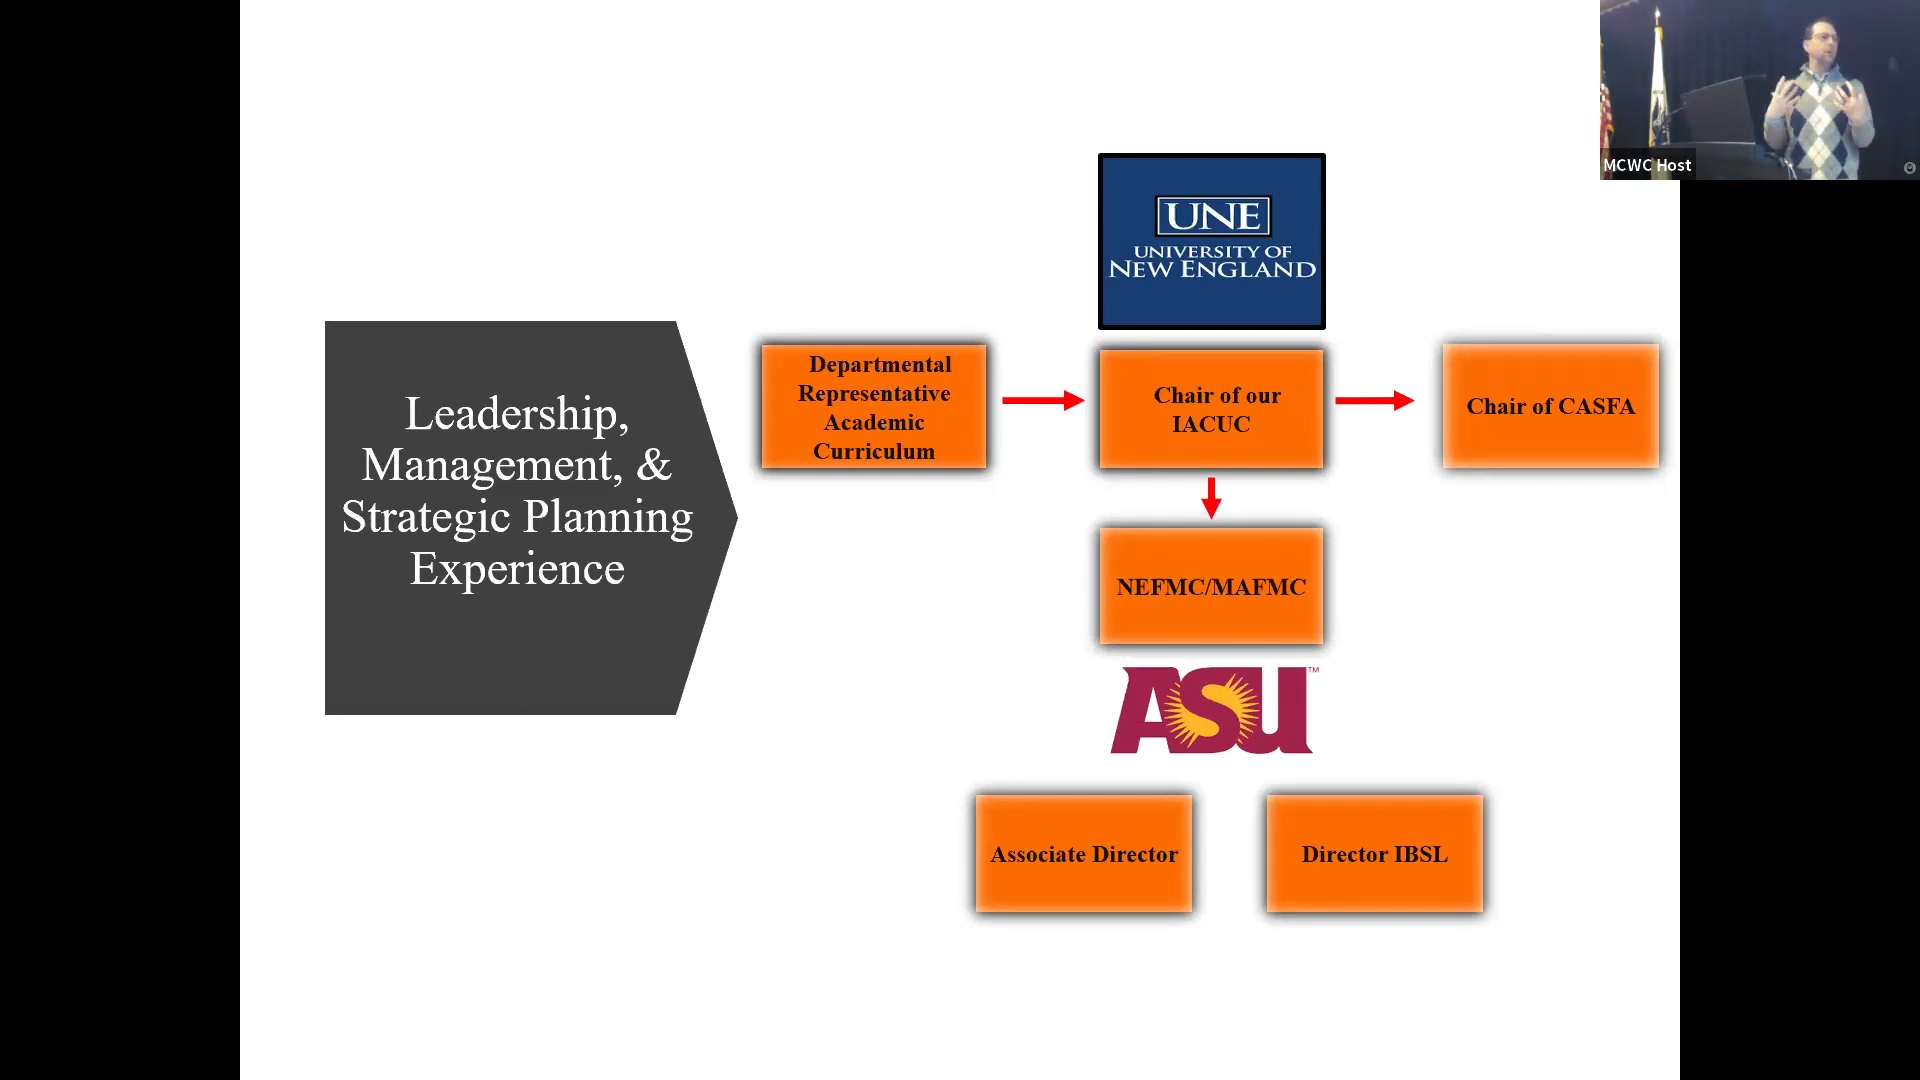 MCWC Host
UNE
UNIVERSITY OF
NEW ENGLAND
Leadership,
Management, &
Strategic Planning
Experience
Departmental
Representative
Academic
Curriculum
Chair of our
IACUC
Chair of CASFA
NEFMC/MAFMC
ASU™
Associate Director
Director IBSL